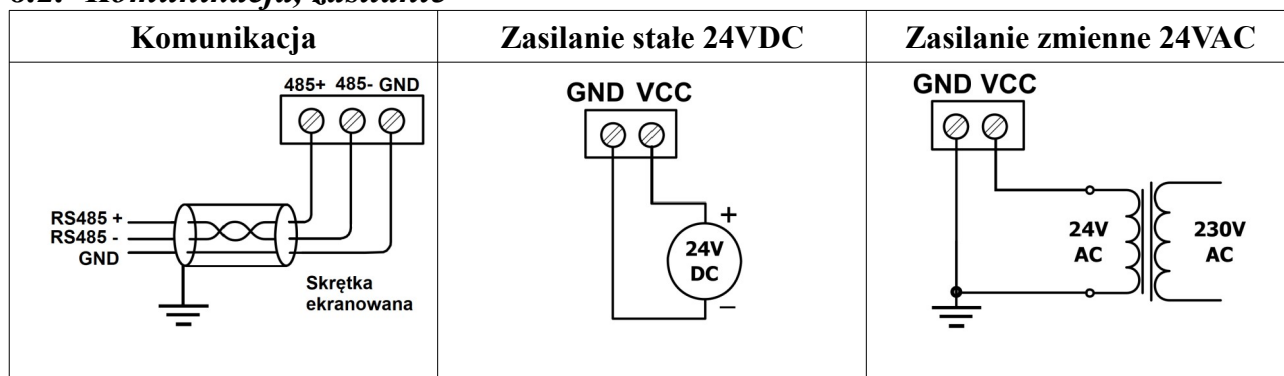 Komunikacja
485+ 485- GND
RS485 +
RS485 -
GND
Skrętka
ekranowana
Zasilanie stałe 24VDC
GND VCC
+
24V
DC
–
Zasilanie zmienne 24VAC
GND VCC
24V
AC
230V
AC